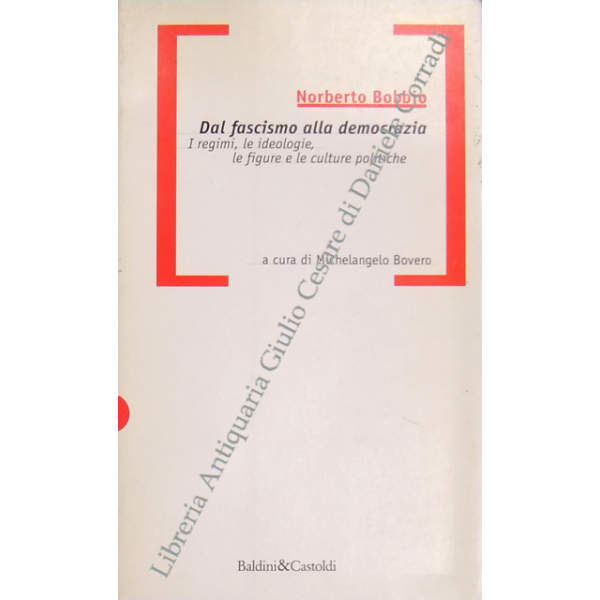 Norberto Bobbio
Dal fascismo alla democrazia
I regimi, le ideologie,
le figure e le culture politiche
a cura di Michelangelo Bovero
Libreria Antiquaria Giulio Cesare di Daniele Corradi
Baldini&Castoldi